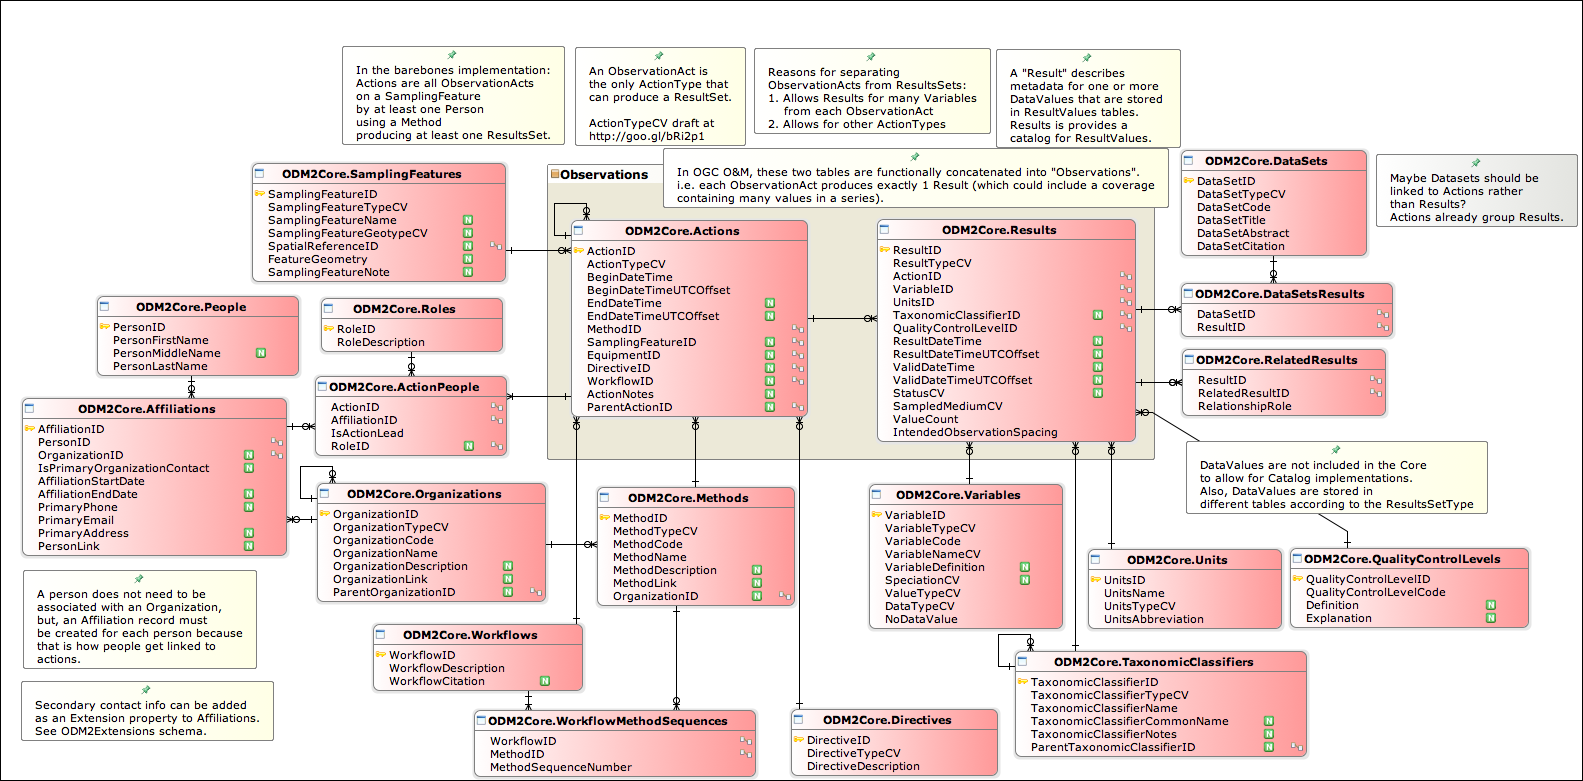 In the barebones implementation:
Actions are all ObservationActs
on a SamplingFeature
by at least one Person
using a Method
producing at least one ResultsSet.
An ObservationAct is
the only ActionType that
can produce a ResultSet.
ActionTypeCV draft at
http://goo.gl/bRi2p1
Reasons for separating
ObservationActs from ResultsSets:
1. Allows Results for many Variables
from each ObservationAct
2. Allows for other ActionTypes
A "Result" describes
metadata for one or more
DataValues that are stored
in ResultValues tables.
Results is provides a
catalog for ResultValues.
In OGC O&M, these two tables are functionally concatenated into "Observations".
i.e. each ObservationAct produces exactly 1 Result (which could include a coverage
containing many values in a series).
Maybe Datasets should be
linked to Actions rather
than Results?
Actions already group Results.
Observations
ODM2Core.SamplingFeatures
SamplingFeatureID
SamplingFeatureTypeCV
SamplingFeatureName N
SamplingFeatureGeotypeCV N
SpatialReferenceID N
FeatureGeometry N
SamplingFeatureNote N
ODM2Core.Actions
ActionID
ActionTypeCV
BeginDateTime
BeginDateTimeUTCOffset
EndDateTime N
EndDateTimeUTCOffset N
MethodID
SamplingFeatureID N
EquipmentID N
DirectiveID N
WorkflowID N
ActionNotes N
ParentActionID N
ODM2Core.Results
ResultID
ResultTypeCV
ActionID
VariableID
UnitsID
TaxonomicClassifierID N
QualityControlLevelID
ResultDateTime N
ResultDateTimeUTCOffset N
ValidDateTime N
ValidDateTimeUTCOffset N
StatusCV N
SampledMediumCV
ValueCount
IntendedObservationSpacing
ODM2Core.DataSets
DataSetID
DataSetTypeCV
DataSetCode
DataSetTitle
DataSetAbstract
DataSetCitation
ODM2Core.DataSetsResults
DataSetID
ResultID
ODM2Core.RelatedResults
ResultID
RelatedResultID
RelationshipRole
ODM2Core.People
PersonID
PersonFirstName
PersonMiddleName N
PersonLastName
ODM2Core.Roles
RoleID
RoleDescription
ODM2Core.ActionPeople
ActionID
AffiliationID
IsActionLead
RoleID N
ODM2Core.Affiliations
AffiliationID
PersonID
OrganizationID N
IsPrimaryOrganizationContact N
AffiliationStartDate
AffiliationEndDate N
PrimaryPhone N
PrimaryEmail
PrimaryAddress N
PersonLink N
ODM2Core.Organizations
OrganizationID
OrganizationTypeCV
OrganizationCode
OrganizationName
OrganizationDescription N
OrganizationLink N
ParentOrganizationID N
ODM2Core.Methods
MethodID
MethodTypeCV
MethodCode
MethodName
MethodDescription N
MethodLink N
OrganizationID N
ODM2Core.Variables
VariableID
VariableTypeCV
VariableCode
VariableNameCV
VariableDefinition N
SpeciationCV N
ValueTypeCV
DataTypeCV
NoDataValue
DataValues are not included in the Core
to allow for Catalog implementations.
Also, DataValues are stored in
different tables according to the ResultsSetType
ODM2Core.Units
UnitsID
UnitsName
UnitsTypeCV
UnitsAbbreviation
ODM2Core.QualityControlLevels
QualityControlLevelID
QualityControlLevelCode
Definition N
Explanation N
A person does not need to be
associated with an Organization,
but, an Affiliation record must
be created for each person because
that is how people get linked to
actions.
Secondary contact info can be added
as an Extension property to Affiliations.
See ODM2Extensions schema.
ODM2Core.Workflows
WorkflowID
WorkflowDescription
WorkflowCitation N
ODM2Core.WorkflowMethodSequences
WorkflowID
MethodID
MethodSequenceNumber
ODM2Core.Directives
DirectiveID
DirectiveTypeCV
DirectiveDescription
ODM2Core.TaxonomicClassifiers
TaxonomicClassifierID
TaxonomicClassifierTypeCV
TaxonomicClassifierName
TaxonomicClassifierCommonName N
TaxonomicClassifierNotes N
ParentTaxonomicClassifierID N